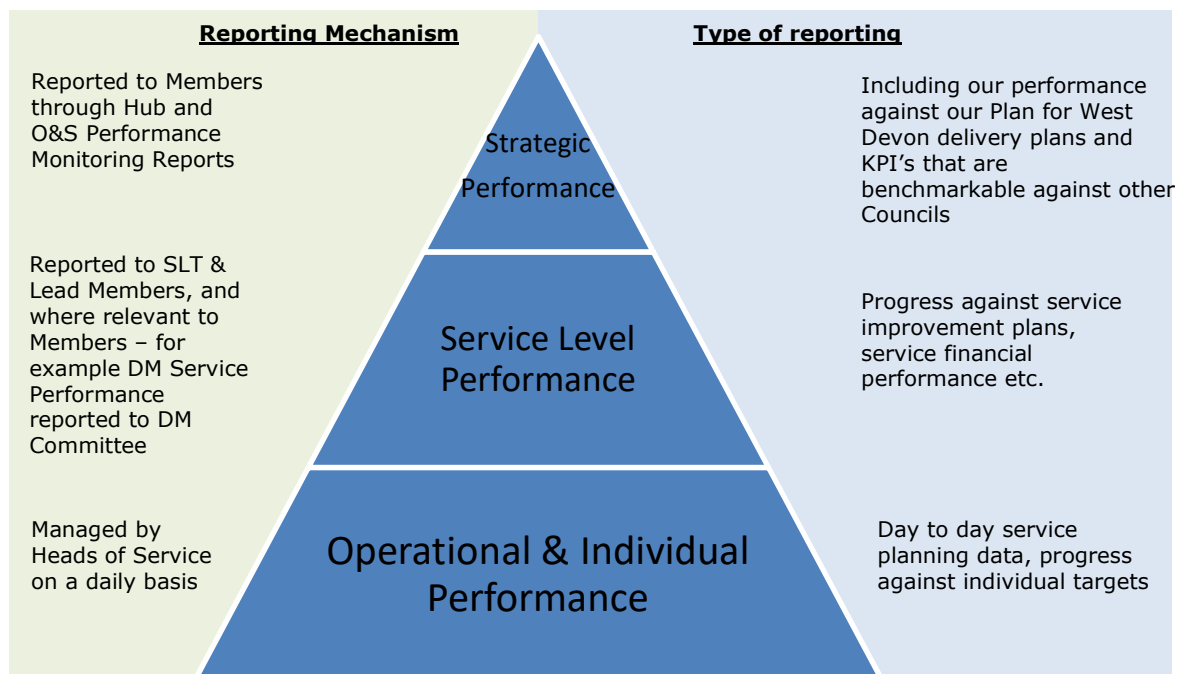 Reporting Mechanism
Type of reporting
Reported to Members
through Hub and
O&S Performance
Monitoring Reports
Strategic
Performance
Including our performance
against our Plan for West
Devon delivery plans and
KPI’s that are
benchmarkable against other
Councils
Reported to SLT &
Lead Members, and
where relevant to
Members – for
example DM Service
Performance
reported to DM
Committee
Service Level
Performance
Progress against service
improvement plans,
service financial
performance etc.
Managed by
Heads of Service
on a daily basis
Operational & Individual
Performance
Day to day service
planning data, progress
against individual targets